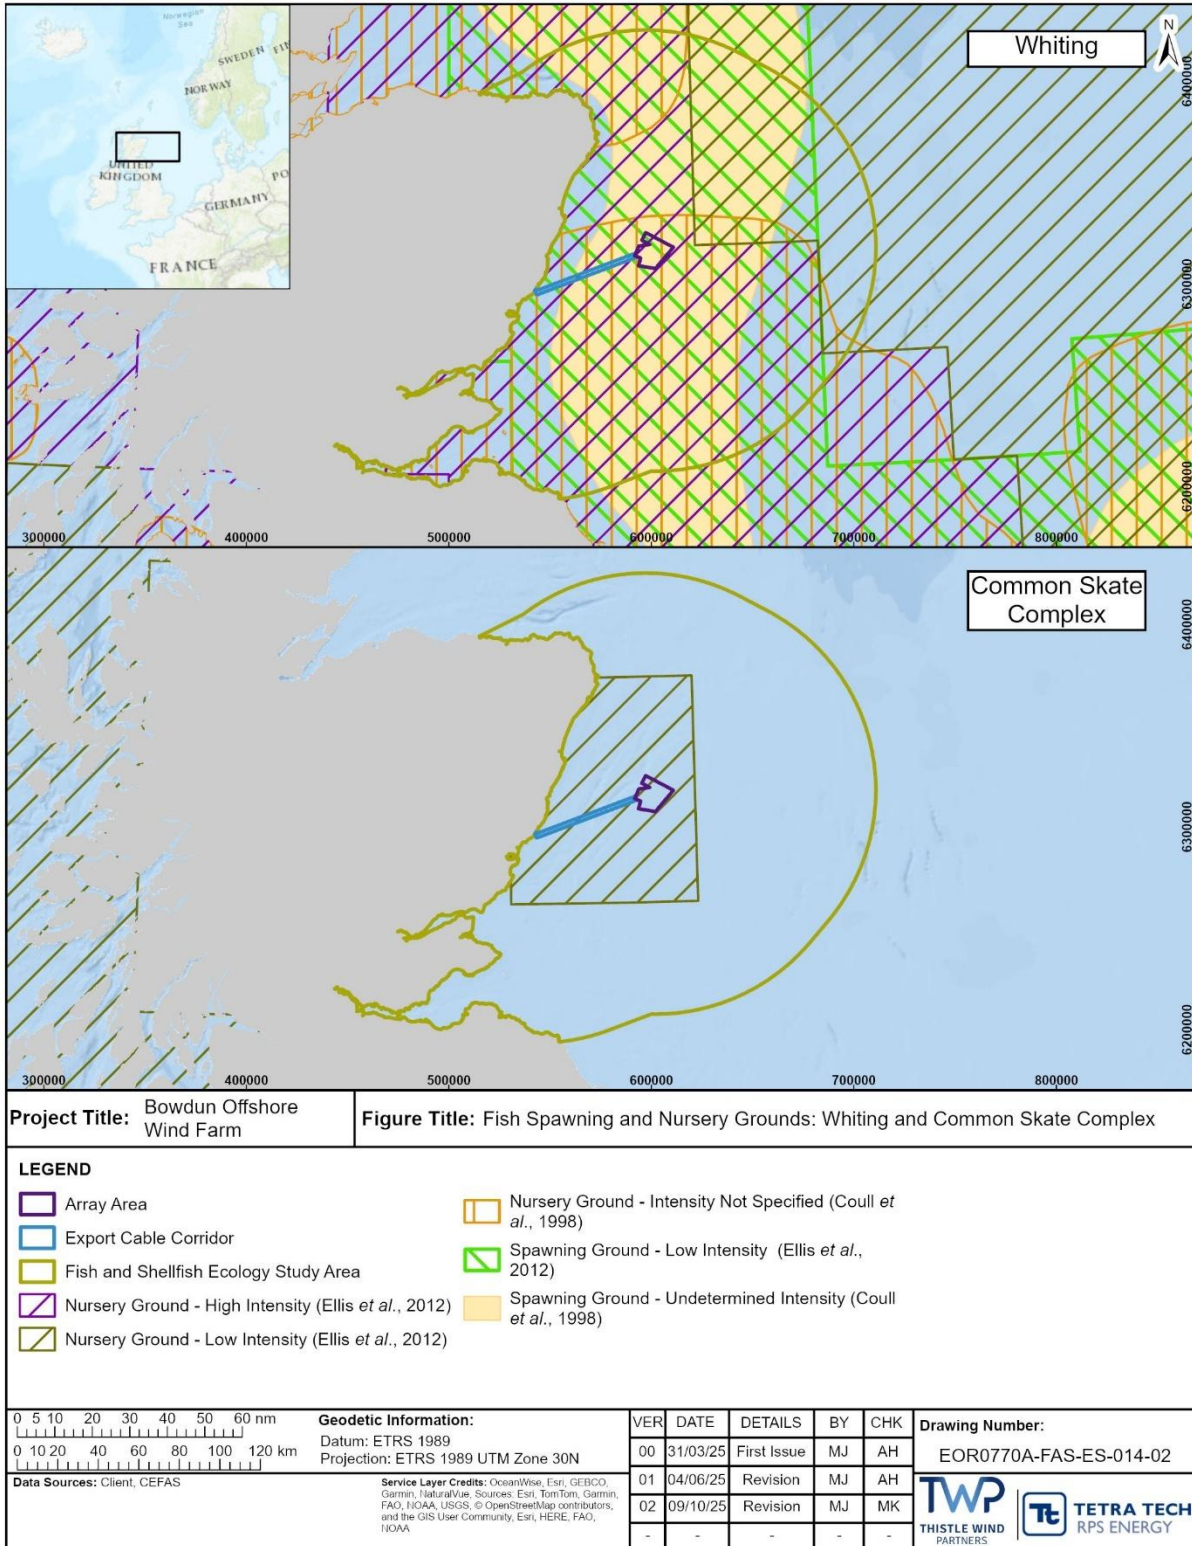 Norwegian
Sea
SWEDEN
FIN
NORWAY
UNITED
KINGDOM
GERMANY
PO
FRANCE
Whiting
N
6400000
6300000
6200000
300000 400000 500000 600000 700000 800000
Common Skate
Complex
6400000
6300000
6200000
300000 400000 500000 600000 700000 800000
Project Title: Bowdun Offshore
Wind Farm
Figure Title: Fish Spawning and Nursery Grounds: Whiting and Common Skate Complex
LEGEND
Array Area
Export Cable Corridor
Fish and Shellfish Ecology Study Area
Nursery Ground - High Intensity (Ellis et al., 2012)
Nursery Ground - Low Intensity (Ellis et al., 2012)
Nursery Ground - Intensity Not Specified (Coull et
al., 1998)
Spawning Ground - Low Intensity (Ellis et al.,
2012)
Spawning Ground - Undetermined Intensity (Coull
et al., 1998)
0 5 10 20 30 40 50 60 nm
0 10 20 40 60 80 100 120 km
Data Sources: Client, CEFAS
Geodetic Information:
Datum: ETRS 1989
Projection: ETRS 1989 UTM Zone 30N
Service Layer Credits: OceanWise, Esri, GEBCO,
Garmin, NaturalVue, Sources: Esri, TomTom, Garmin,
FAO, NOAA, USGS, © OpenStreetMap contributors,
and the GIS User Community, Esri, HERE, FAO,
NOAA
VER DATE DETAILS BY CHK
00 31/03/25 First Issue MJ AH
01 04/06/25 Revision MJ AH
02 09/10/25 Revision MJ MK
- - - - -
Drawing Number:
EOR0770A-FAS-ES-014-02
TWP
THISTLE WIND
PARTNERS
Tt
TETRA TECH
RPS ENERGY